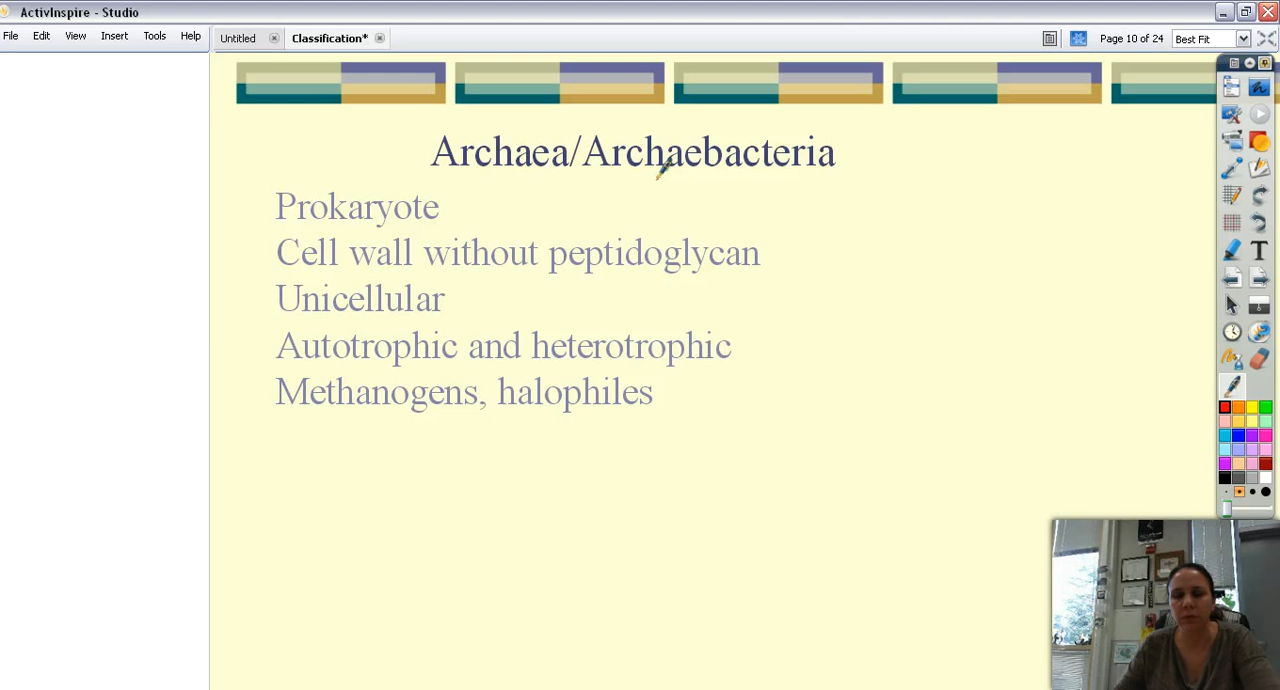 ActivInspire - Studio
File Edit View Insert Tools Help
Untitled Classification* Page 10 of 24 Best Fit
Archaea/Archaebacteria
Prokaryote
Cell wall without peptidoglycan
Unicellular
Autotrophic and heterotrophic
Methanogens, halophiles